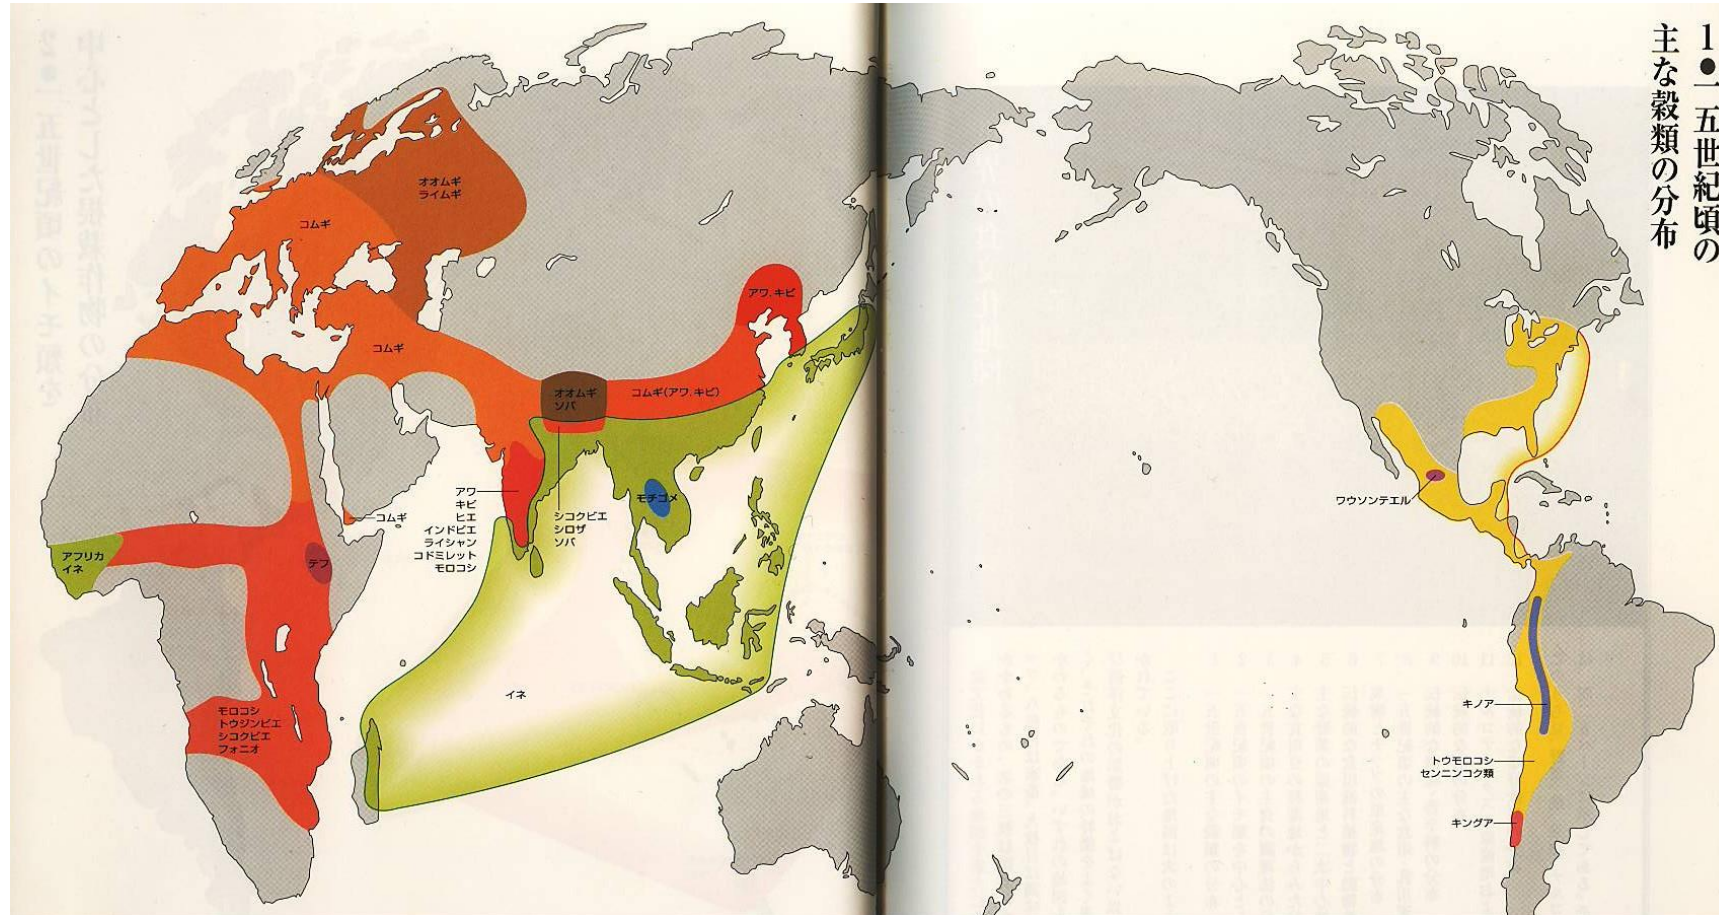 1●一五世紀頃の
主な穀類の分布
オオムギ
ライムギ
コムギ
コムギ
アワ、キビ
オオムギ
ソバ
コムギ(アワ、キビ)
アワ
キビ
ヒエ
インドビエ
ライシャン
コドミレット
モロコシ
シコクビエ
シロザ
ソバ
モチゴメ
コムギ
アフリカ
イネ
テフ
イネ
モロコシ
トウジンビエ
シコクビエ
フォニオ
ワウソンテエル
キノア
トウモロコシ
センニンコク類
キングア